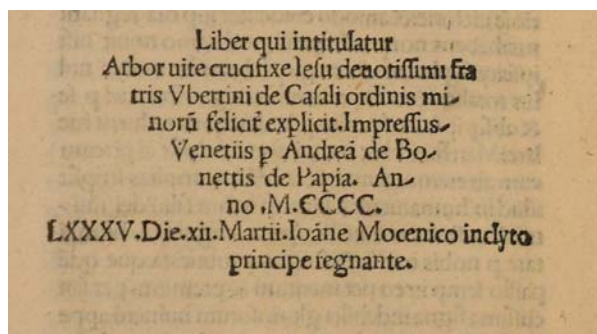 Liber qui intitulatur
Arbor uite crucifixe Iesu deuotissimi fra
tris Vbertini de Casali ordinis mi-
norū felicit̄ explicit. Impressus.
Venetiis p Andreā de Bo-
nettis de Papia. An-
no .M.CCCC.
LXXXV. Die. xii. Martii. Ioāne Mocenico inclyto
principe regnante.